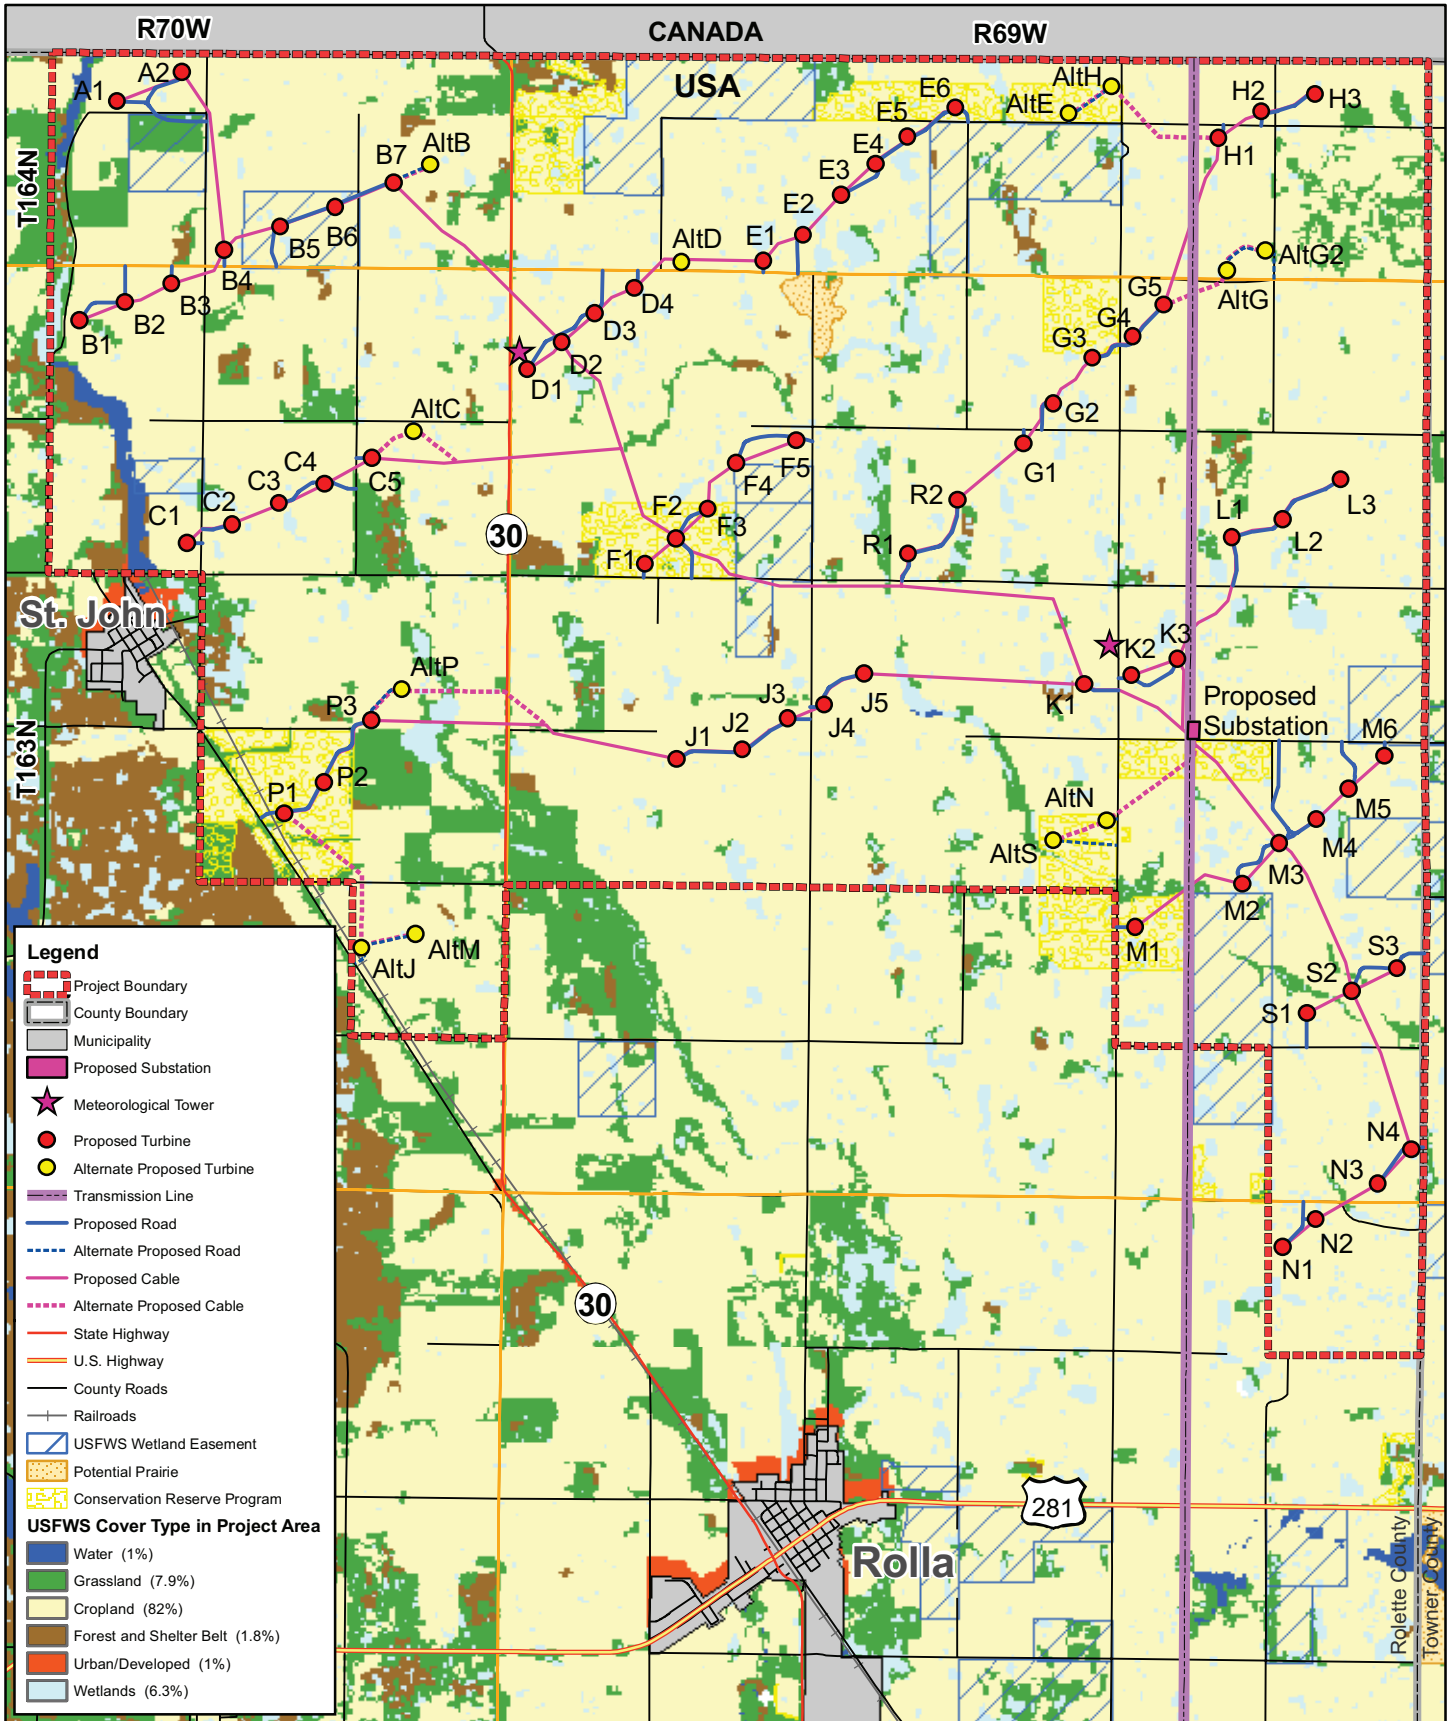 R70W
CANADA
R69W
USA
T164N
T163N
A1
A2
B7
AltB
B6
B5
B4
B3
B2
B1
AltD
E1
E2
E3
E4
E5
E6
AltE
AltH
H1
H2
H3
AltG2
AltG
G5
G4
G3
G2
G1
D4
D3
D2
D1
AltC
C5
C4
C3
C2
C1
F5
F4
F3
F2
F1
R2
R1
L1
L2
L3
30
St. John
AltP
P3
P2
P1
J1
J2
J3
J4
J5
K1
K2
K3
Proposed
Substation
M6
M5
M4
M3
M2
M1
AltN
AltS
AltJ
AltM
S3
S2
S1
N4
N3
N2
N1
30
281
Rolla
Rolette County
Towner County
Legend
Project Boundary
County Boundary
Municipality
Proposed Substation
Meteorological Tower
Proposed Turbine
Alternate Proposed Turbine
Transmission Line
Proposed Road
Alternate Proposed Road
Proposed Cable
Alternate Proposed Cable
State Highway
U.S. Highway
County Roads
Railroads
USFWS Wetland Easement
Potential Prairie
Conservation Reserve Program
USFWS Cover Type in Project Area
Water (1%)
Grassland (7.9%)
Cropland (82%)
Forest and Shelter Belt (1.8%)
Urban/Developed (1%)
Wetlands (6.3%)